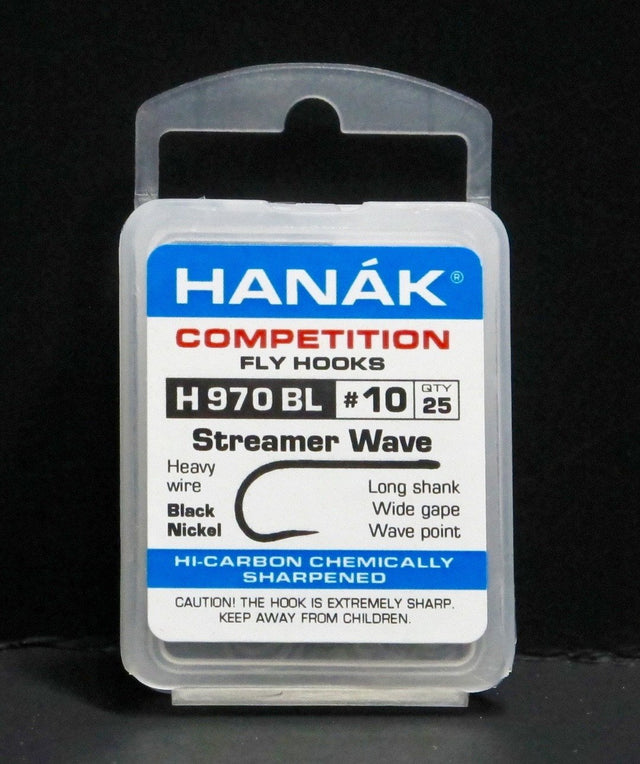 HANÁK®
COMPETITION
FLY HOOKS
H 970 BL #10 QTY 25
Streamer Wave
Heavy
wire
Black
Nickel
Long shank
Wide gape
Wave point
HI-CARBON CHEMICALLY
SHARPENED
CAUTION! THE HOOK IS EXTREMELY SHARP.
KEEP AWAY FROM CHILDREN.